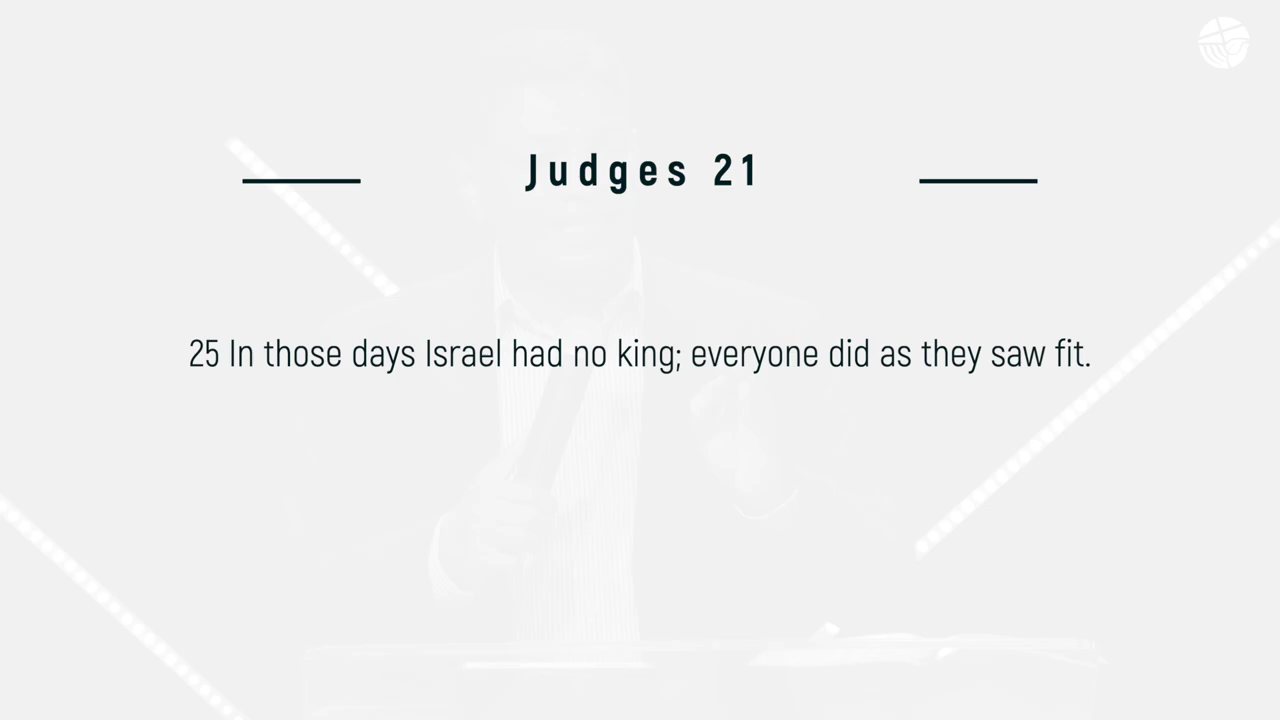 Judges 21
25 In those days Israel had no king; everyone did as they saw fit.